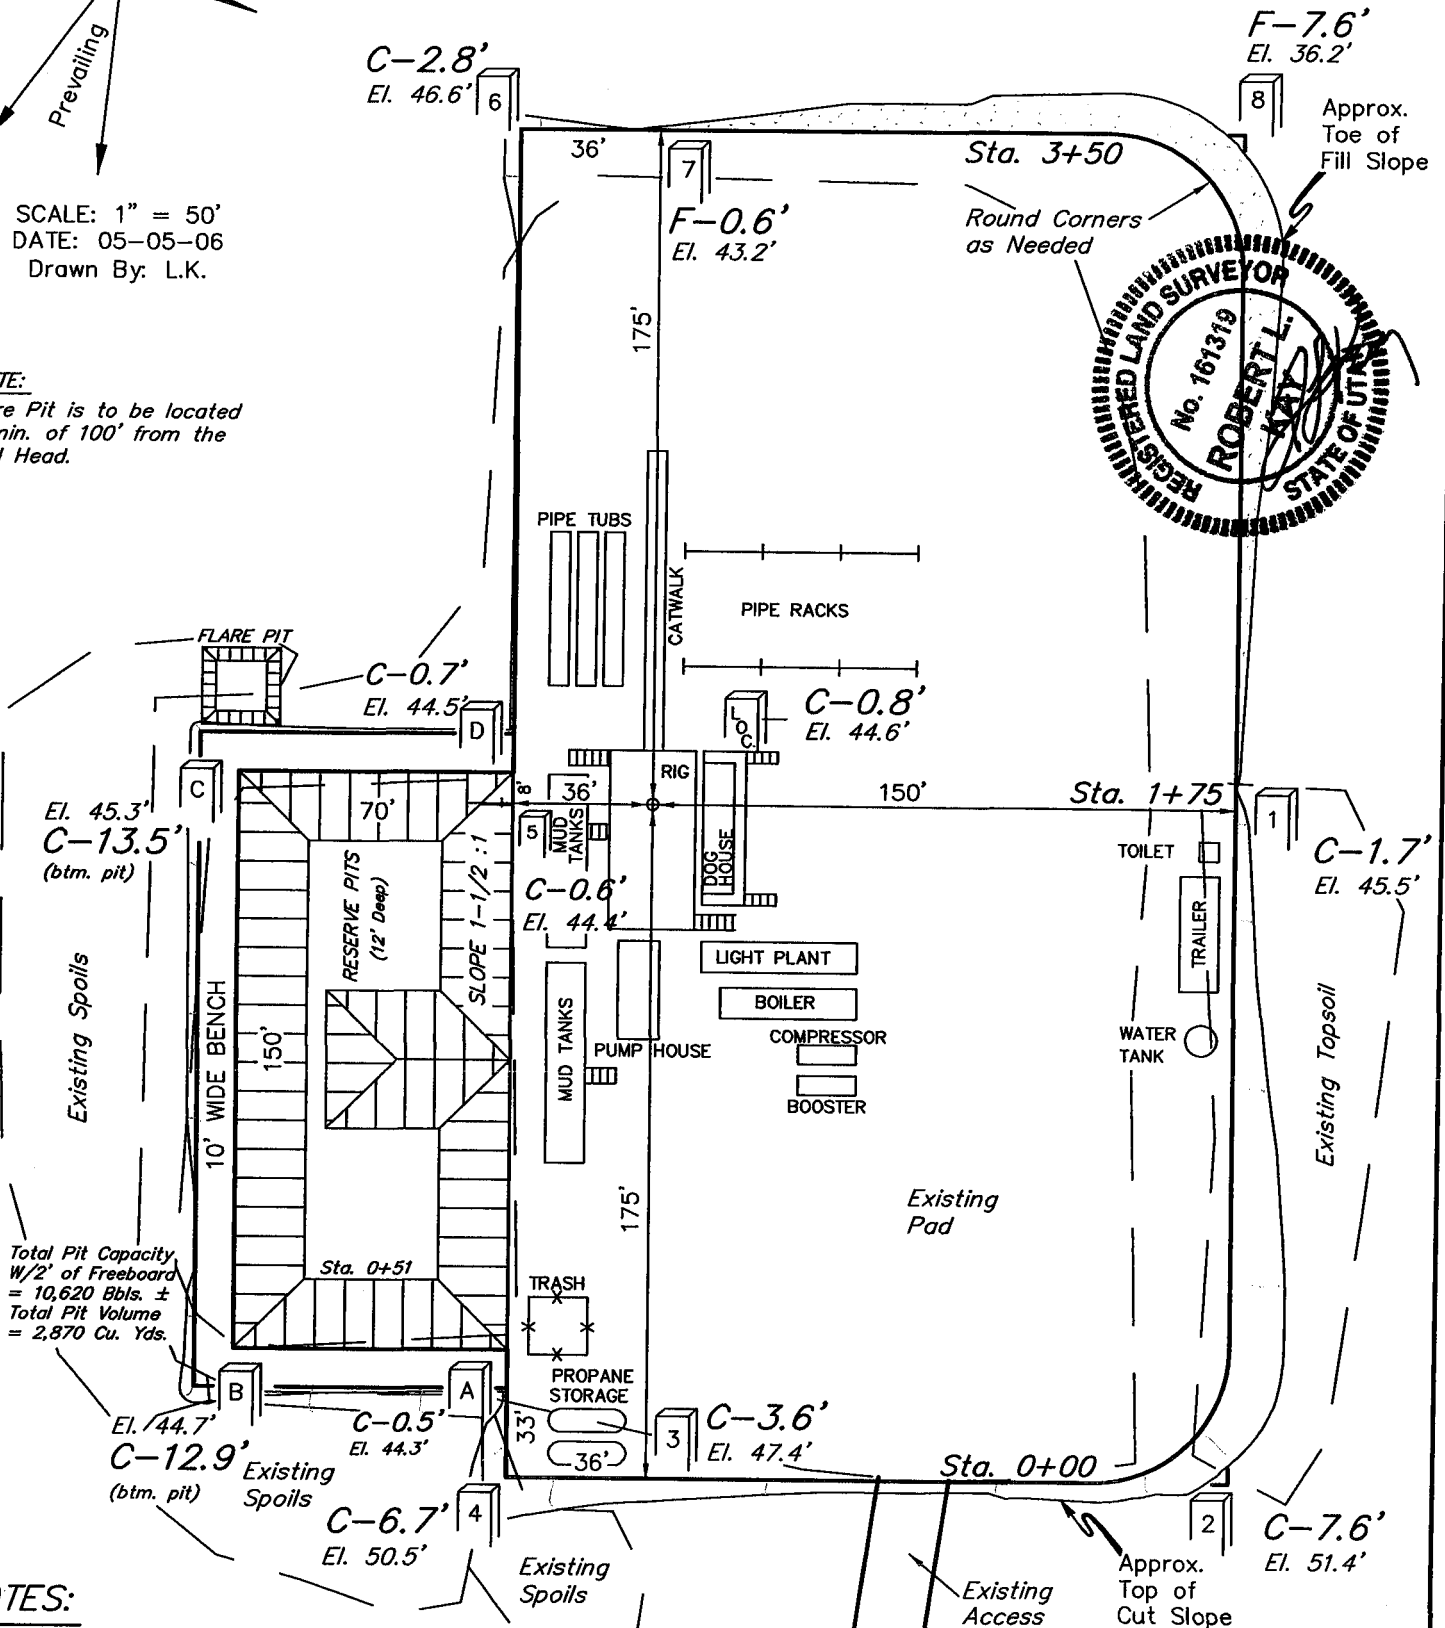 Prevailing
SCALE: 1" = 50'
DATE: 05-05-06
Drawn By: L.K.
TE:
re Pit is to be located
min. of 100' from the
l Head.
C-2.8'
El. 46.6'
6
F-7.6'
El. 36.2'
8
Approx.
Toe of
Fill Slope
36'
7
Sta. 3+50
F-0.6'
El. 43.2'
Round Corners
as Needed
175'
REGISTERED LAND SURVEYOR
No. 161319
ROBERT L.
KAY
STATE OF UTAH
PIPE TUBS
CATWALK
PIPE RACKS
FLARE PIT
C-0.7'
El. 44.5'
D
LOC.
C-0.8'
El. 44.6'
RIG
C
El. 45.3'
C-13.5'
(btm. pit)
70'
8'
36'
150'
Sta. 1+75
5
MUD
TANKS
DOG
HOUSE
1
C-1.7'
El. 45.5'
TOILET
TRAILER
C-0.6'
El. 44.4'
RESERVE PITS
(12' Deep)
SLOPE 1-1/2 :1
LIGHT PLANT
BOILER
COMPRESSOR
BOOSTER
PUMP HOUSE
MUD TANKS
WATER
TANK
Existing Spoils
10' WIDE BENCH
150'
Existing Topsoil
175'
Existing
Pad
Total Pit Capacity
W/2' of Freeboard
= 10,620 Bbls. ±
Total Pit Volume
= 2,870 Cu. Yds.
Sta. 0+51
TRASH
PROPANE
STORAGE
B
A
El. 44.7'
C-12.9'
(btm. pit)
C-0.5'
El. 44.3'
33'
36'
3
C-3.6'
El. 47.4'
Sta. 0+00
Existing
Spoils
4
C-6.7'
El. 50.5'
2
C-7.6'
El. 51.4'
Existing
Spoils
Existing
Access
Approx.
Top of
Cut Slope
TES: